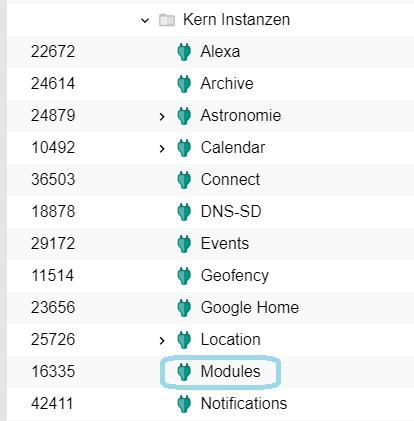 Kern Instanzen
22672 Alexa
24614 Archive
24879 Astronomie
10492 Calendar
36503 Connect
18878 DNS-SD
29172 Events
11514 Geofency
23656 Google Home
25726 Location
16335 Modules
42411 Notifications